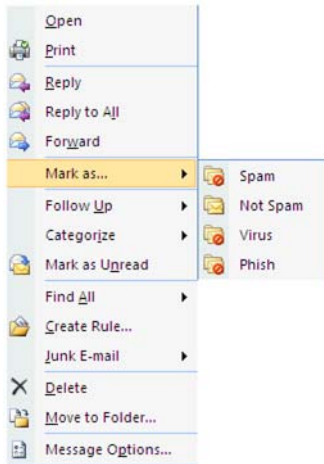 Open
Print
Reply
Reply to All
Forward
Mark as...
Spam
Not Spam
Virus
Phish
Follow Up
Categorize
Mark as Unread
Find All
Create Rule...
Junk E-mail
Delete
Move to Folder...
Message Options...